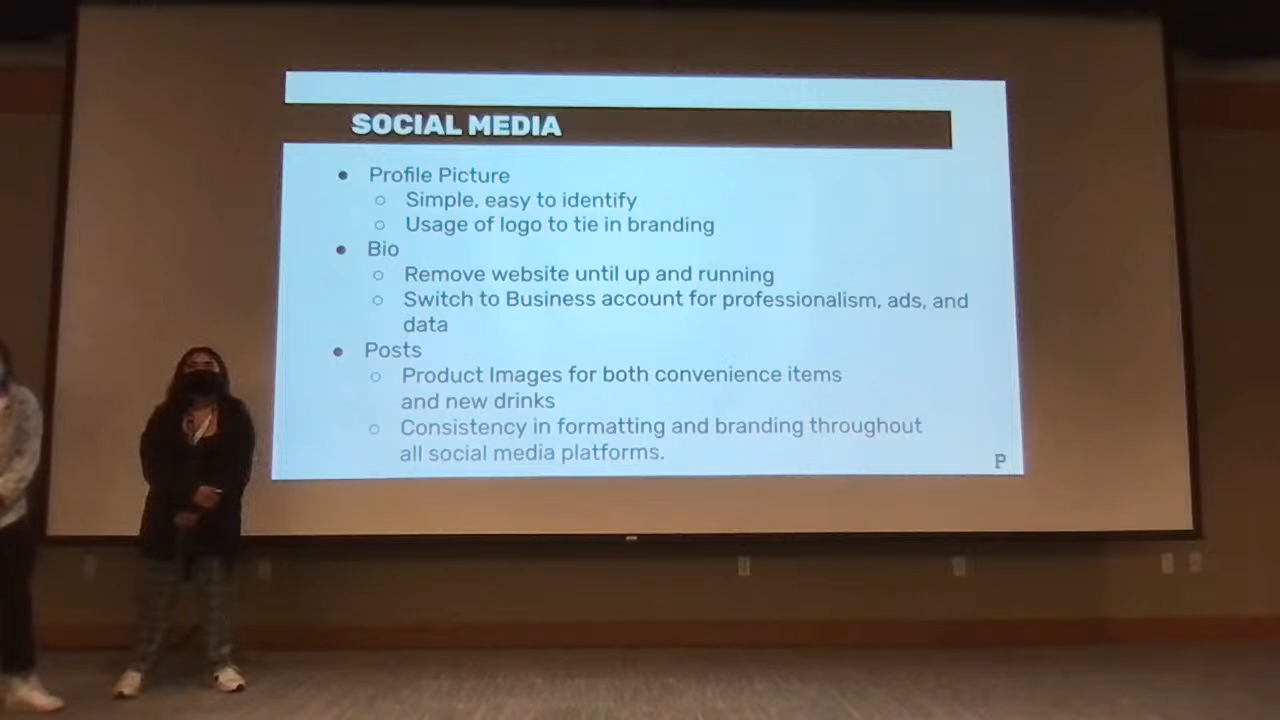 SOCIAL MEDIA
● Profile Picture
○ Simple, easy to identify
○ Usage of logo to tie in branding
● Bio
○ Remove website until up and running
○ Switch to Business account for professionalism, ads, and
data
● Posts
○ Product Images for both convenience items
and new drinks
○ Consistency in formatting and branding throughout
all social media platforms.
P